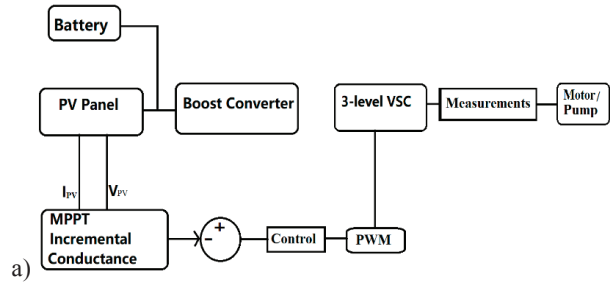 Battery
PV Panel
Boost Converter
3-level VSC
Measurements
Motor/
Pump
IPV
VPV
MPPT
Incremental
Conductance
- +
Control
PWM
a)